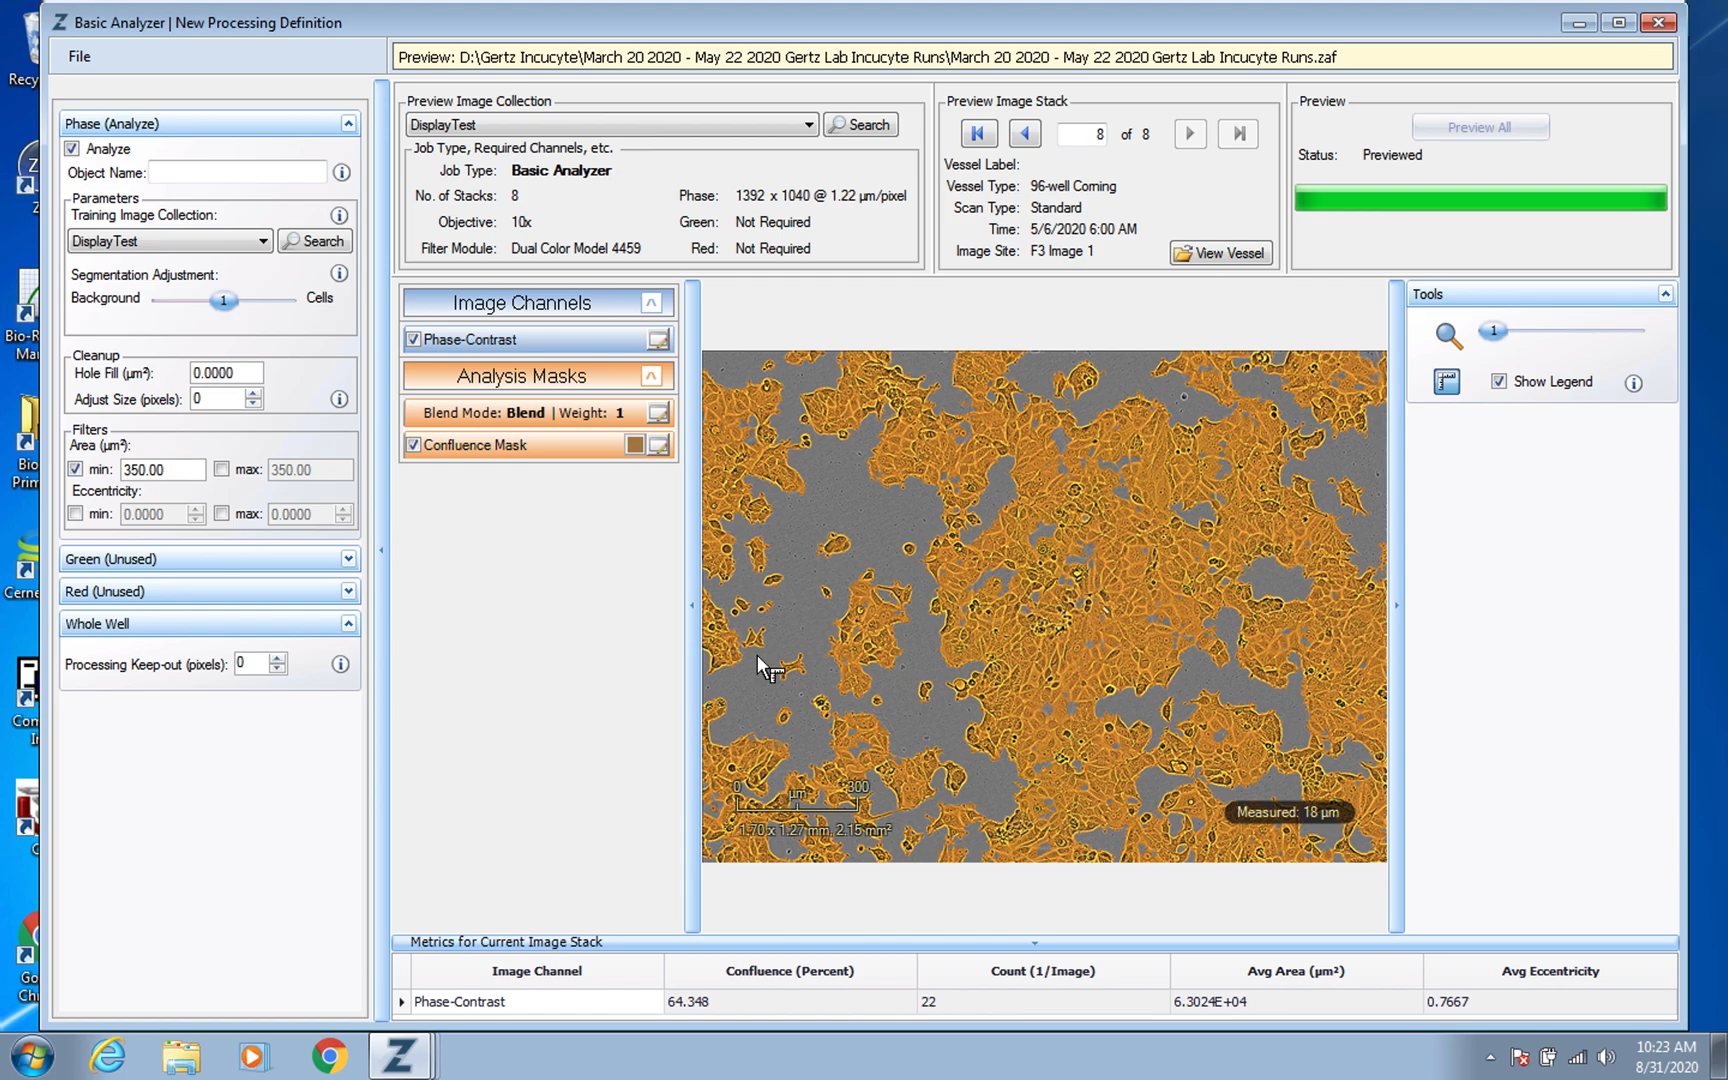 Basic Analyzer | New Processing Definition
File
Preview: D:\Gertz Incucyte\March 20 2020 - May 22 2020 Gertz Lab Incucyte Runs\March 20 2020 - May 22 2020 Gertz Lab Incucyte Runs.zaf
Phase (Analyze)
Analyze
Object Name:
Parameters
Training Image Collection:
DisplayTest
Search
Segmentation Adjustment:
Background 1 Cells
Cleanup
Hole Fill (µm²): 0.0000
Adjust Size (pixels): 0
Filters
Area (µm²):
min: 350.00 max: 350.00
Eccentricity:
min: 0.0000 max: 0.0000
Green (Unused)
Red (Unused)
Whole Well
Processing Keep-out (pixels): 0
Preview Image Collection
DisplayTest
Search
Job Type, Required Channels, etc.
Job Type: Basic Analyzer
No. of Stacks: 8 Phase: 1392 x 1040 @ 1.22 µm/pixel
Objective: 10x Green: Not Required
Filter Module: Dual Color Model 4459 Red: Not Required
Preview Image Stack
8 of 8
Vessel Label:
Vessel Type: 96-well Corning
Scan Type: Standard
Time: 5/6/2020 6:00 AM
Image Site: F3 Image 1
View Vessel
Preview
Preview All
Status: Previewed
Image Channels
Phase-Contrast
Analysis Masks
Blend Mode: Blend | Weight: 1
Confluence Mask
0 µm 300
1.70 x 1.27 mm, 2.15 mm²
Measured: 18 µm
Tools
1
Show Legend
Metrics for Current Image Stack
Image Channel Confluence (Percent) Count (1/Image) Avg Area (µm²) Avg Eccentricity
Phase-Contrast 64.348 22 6.3024E+04 0.7667
Recy
Bio-R
Mar
Bio
Prim
Cerne
Com
In
C
Go
Chr
10:23 AM
8/31/2020